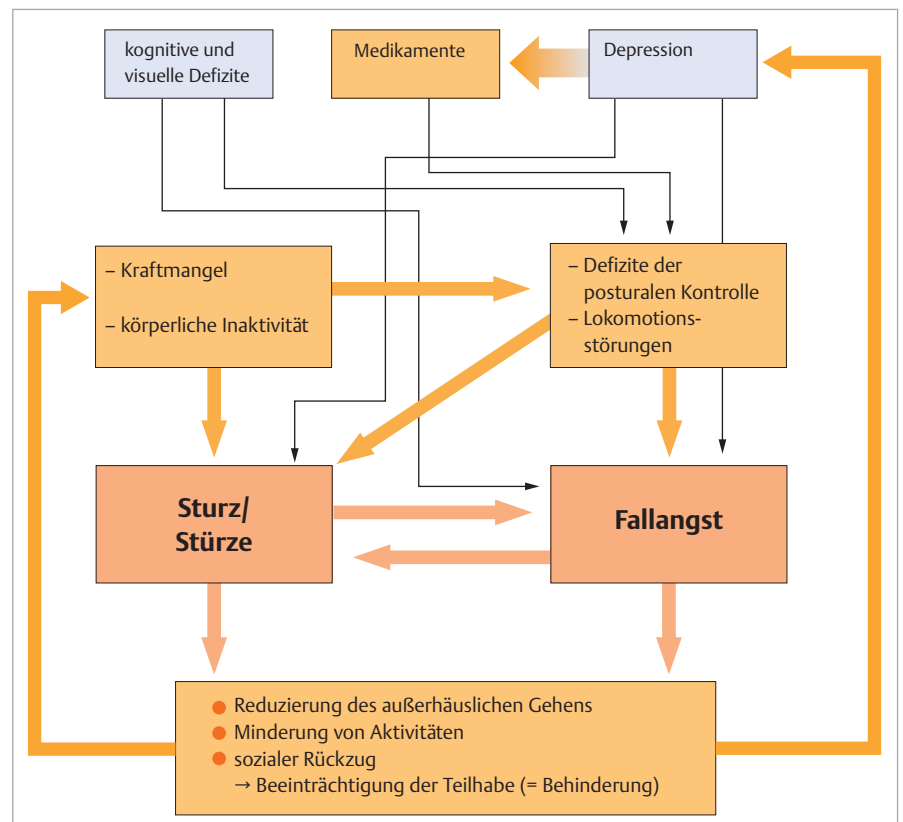 kognitive und
visuelle Defizite
Medikamente
Depression
– Kraftmangel
– körperliche Inaktivität
– Defizite der
posturalen Kontrolle
– Lokomotions-
störungen
Sturz/
Stürze
Fallangst
● Reduzierung des außerhäuslichen Gehens
● Minderung von Aktivitäten
● sozialer Rückzug
→ Beeinträchtigung der Teilhabe (= Behinderung)